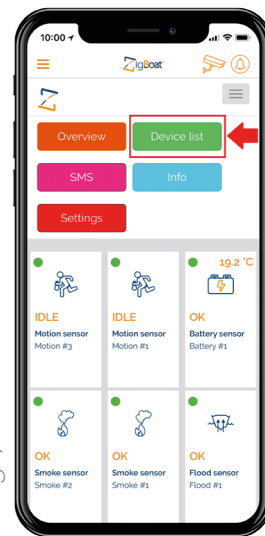 10:00
ZigBoat
Overview
Device list
SMS
Info
Settings
19.2 °C
IDLE
Motion sensor
Motion #3
IDLE
Motion sensor
Motion #1
OK
Battery sensor
Battery #1
OK
Smoke sensor
Smoke #2
OK
Smoke sensor
Smoke #1
OK
Flood sensor
Flood #1